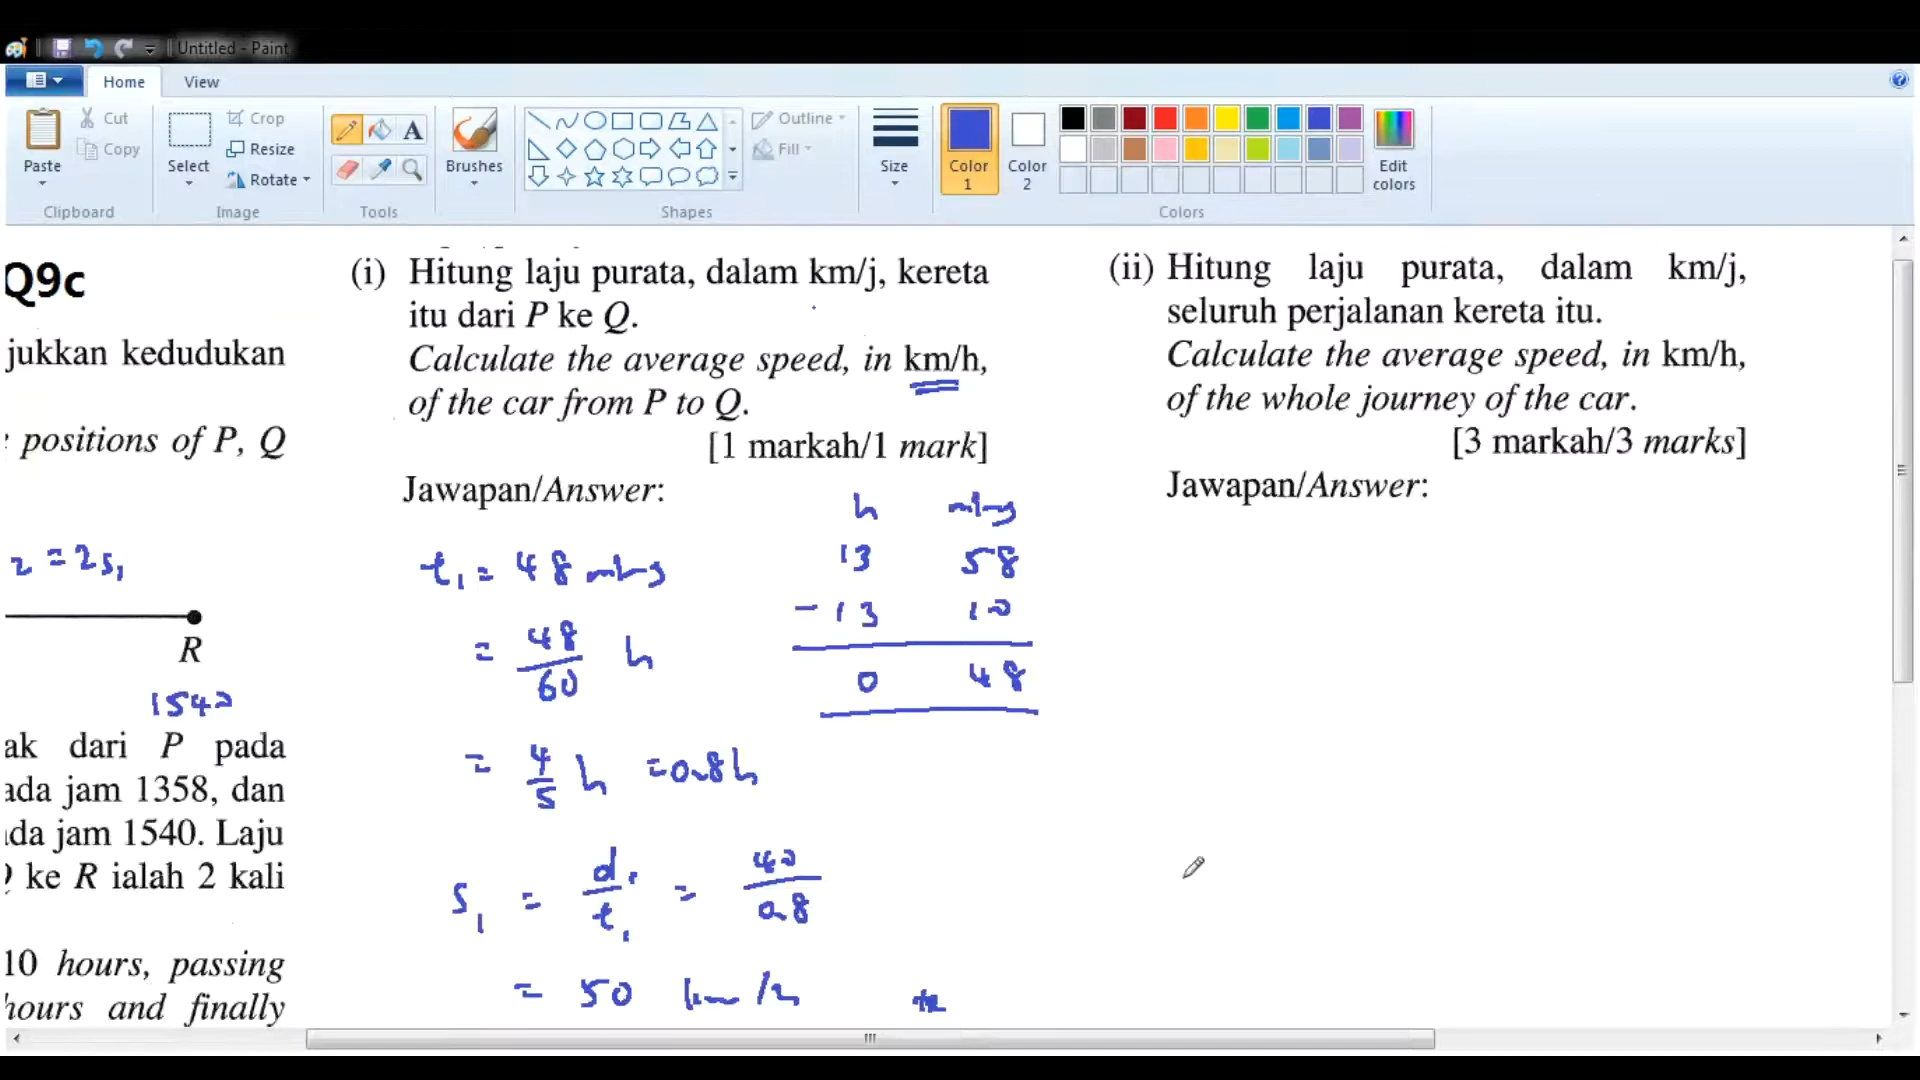 Untitled - Paint
Home
View
Paste
Cut
Copy
Clipboard
Select
Crop
Resize
Rotate
Image
Tools
Brushes
Shapes
Outline
Fill
Size
Color 1
Color 2
Edit colors
Colors
Q9c
jukkan kedudukan
positions of P, Q
2 = 2s₁
R
1540
ak dari P pada
ada jam 1358, dan
da jam 1540. Laju
ke R ialah 2 kali
10 hours, passing
hours and finally
(i) Hitung laju purata, dalam km/j, kereta
itu dari P ke Q.
Calculate the average speed, in km/h,
of the car from P to Q.
[1 markah/1 mark]
Jawapan/Answer:
h mins
13 58
- 13 10
0 48
t₁ = 48 mins
= 48/60 h
= 4/5 h = 0.8h
s₁ = d₁/t₁ = 40/0.8
= 50 km/h
(ii) Hitung laju purata, dalam km/j,
seluruh perjalanan kereta itu.
Calculate the average speed, in km/h,
of the whole journey of the car.
[3 markah/3 marks]
Jawapan/Answer: